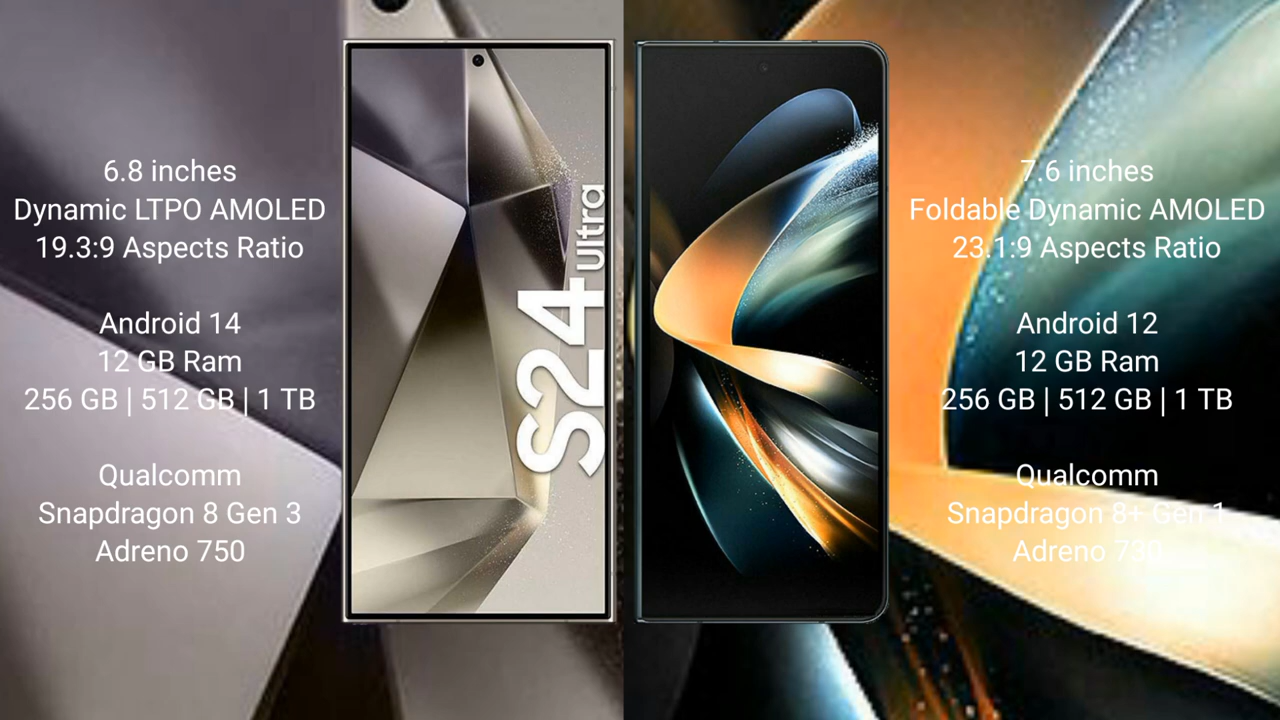 6.8 inches
Dynamic LTPO AMOLED
19.3:9 Aspects Ratio
Android 14
12 GB Ram
256 GB | 512 GB | 1 TB
Qualcomm
Snapdragon 8 Gen 3
Adreno 750
S24 Ultra
7.6 inches
Foldable Dynamic AMOLED
23.1:9 Aspects Ratio
Android 12
12 GB Ram
256 GB | 512 GB | 1 TB
Qualcomm
Snapdragon 8+ Gen 1
Adreno 730